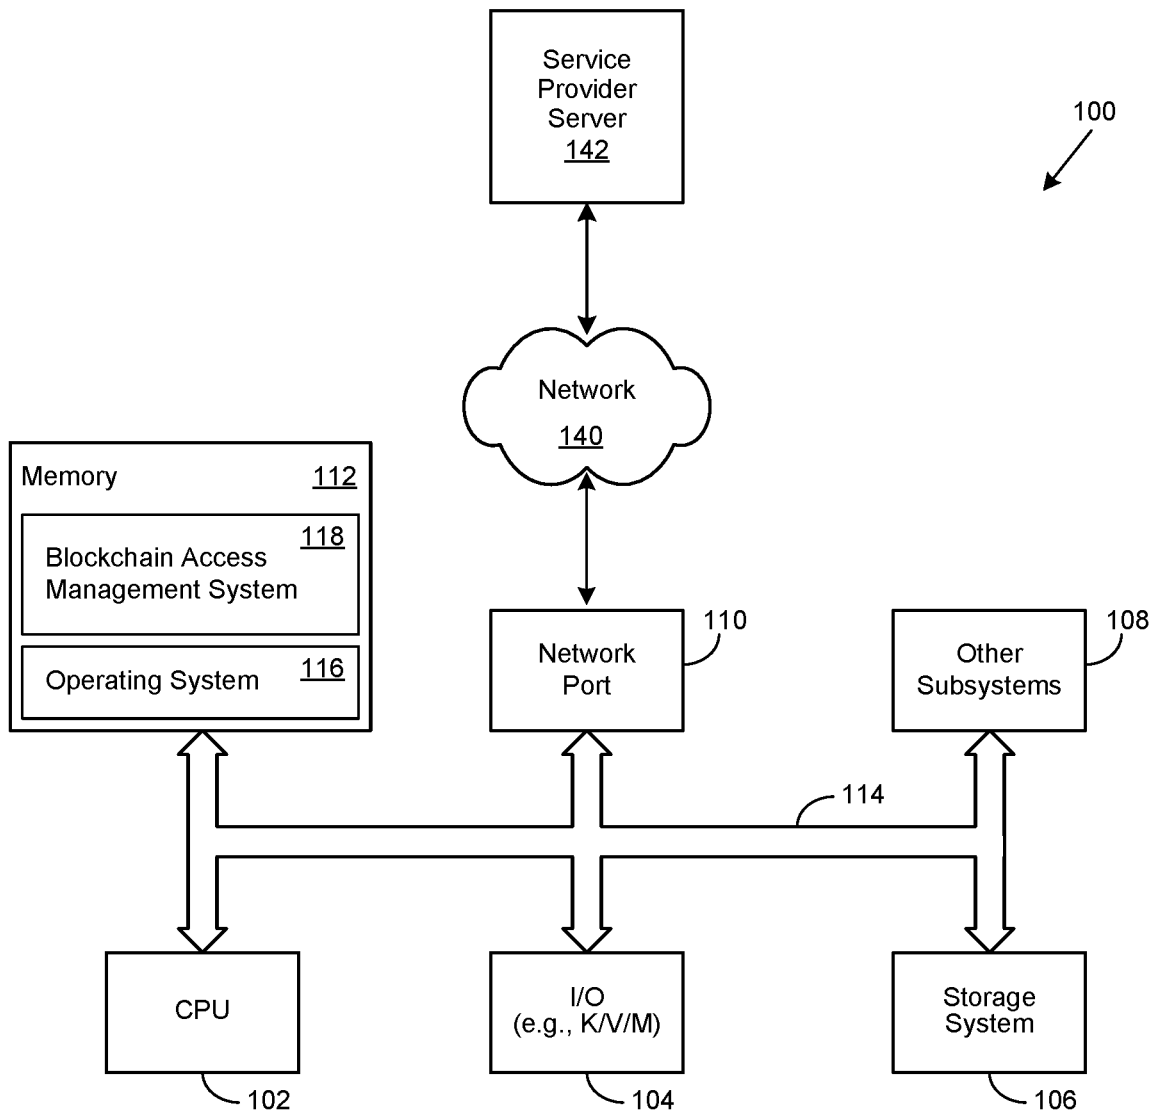 Service
Provider
Server
142
100
Network
140
Memory 112
118
Blockchain Access
Management System
Operating System 116
Network
Port
110
Other
Subsystems
108
114
CPU
102
I/O
(e.g., K/V/M)
104
Storage
System
106